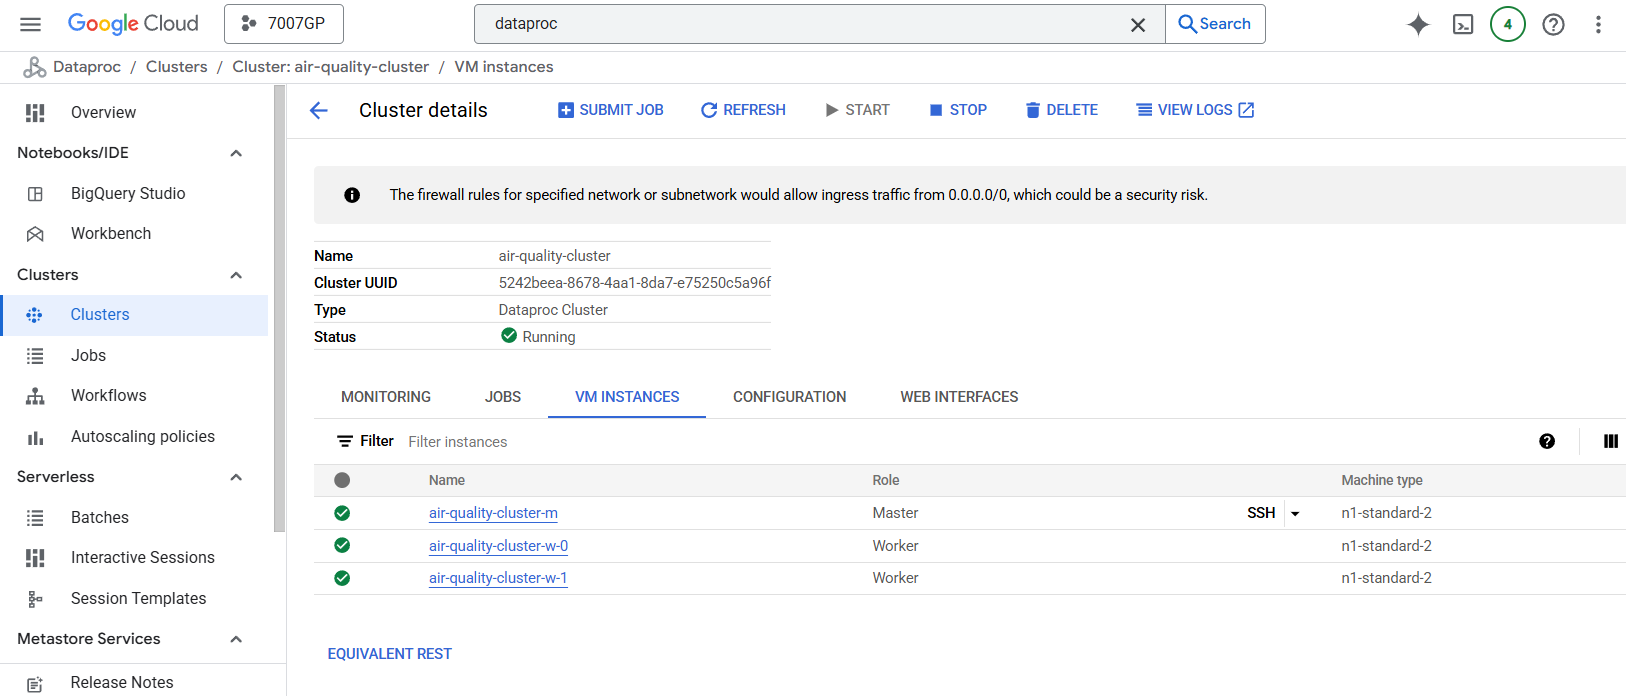 Google Cloud 7007GP dataproc Search 4
Dataproc / Clusters / Cluster: air-quality-cluster / VM instances
Overview
Notebooks/IDE
BigQuery Studio
Workbench
Clusters
Clusters
Jobs
Workflows
Autoscaling policies
Serverless
Batches
Interactive Sessions
Session Templates
Metastore Services
Release Notes
Cluster details SUBMIT JOB REFRESH START STOP DELETE VIEW LOGS
The firewall rules for specified network or subnetwork would allow ingress traffic from 0.0.0.0/0, which could be a security risk.
Name air-quality-cluster
Cluster UUID 5242beea-8678-4aa1-8da7-e75250c5a96f
Type Dataproc Cluster
Status Running
MONITORING JOBS VM INSTANCES CONFIGURATION WEB INTERFACES
Filter Filter instances
Name Role Machine type
air-quality-cluster-m Master SSH n1-standard-2
air-quality-cluster-w-0 Worker n1-standard-2
air-quality-cluster-w-1 Worker n1-standard-2
EQUIVALENT REST